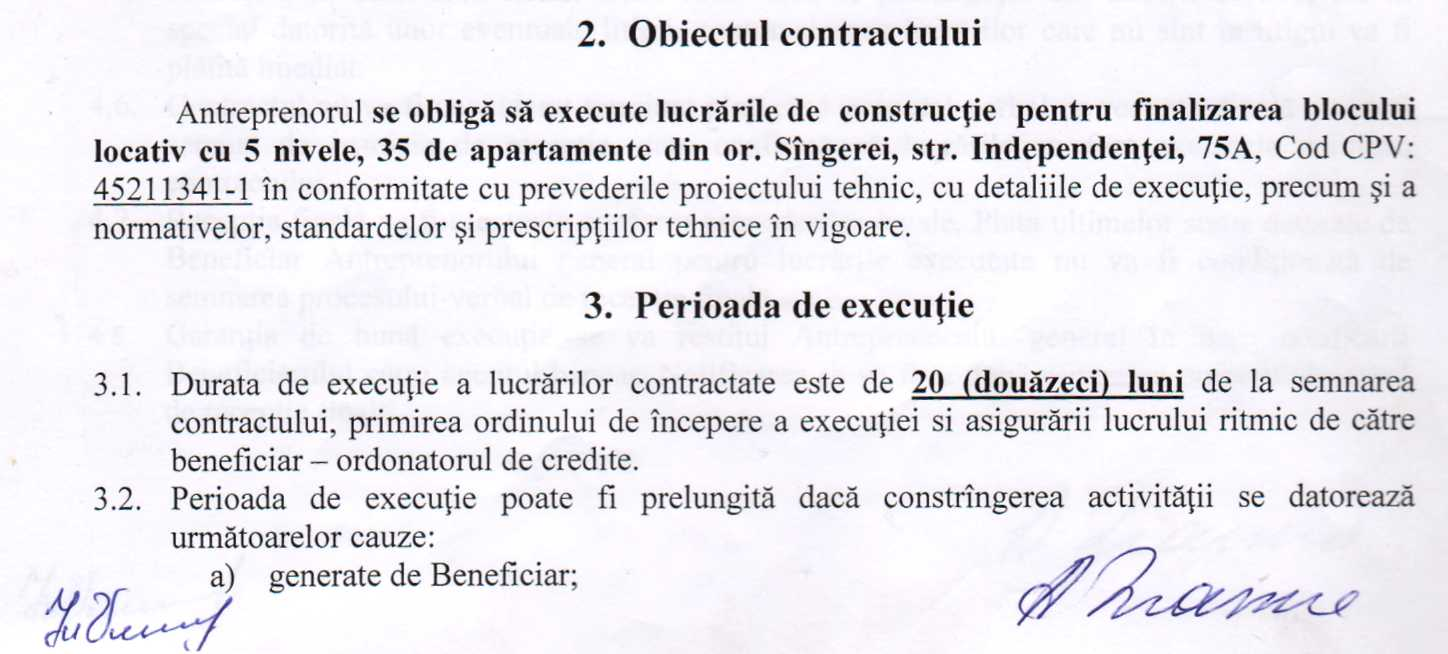 2. Obiectul contractului
Antreprenorul se obligă să execute lucrările de construcţie pentru finalizarea blocului
locativ cu 5 nivele, 35 de apartamente din or. Sîngerei, str. Independenţei, 75A, Cod CPV:
452113411 în conformitate cu prevederile proiectului tehnic, cu detaliile de execuţie, precum şi a
normativelor, standardelor şi prescripţiilor tehnice în vigoare.
3. Perioada de execuţie
3.1. Durata de execuţie a lucrărilor contractate este de 20 (douăzeci) luni de la semnarea
contractului, primirea ordinului de începere a execuţiei si asigurării lucrului ritmic de către
beneficiar – ordonatorul de credite.
3.2. Perioada de execuţie poate fi prelungită dacă constrîngerea activităţii se datorează
următoarelor cauze:
a) generate de Beneficiar;